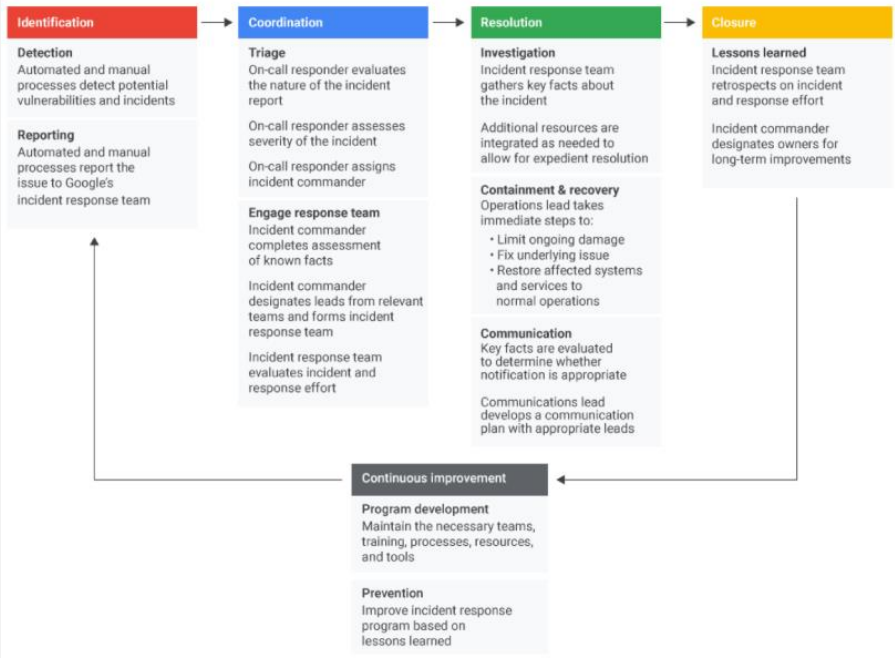 Identification
Detection
Automated and manual
processes detect potential
vulnerabilities and incidents
Reporting
Automated and manual
processes report the
issue to Google's
incident response team
Coordination
Triage
On-call responder evaluates
the nature of the incident
report
On-call responder assesses
severity of the incident
On-call responder assigns
incident commander
Engage response team
Incident commander
completes assessment
of known facts
Incident commander
designates leads from relevant
teams and forms incident
response team
Incident response team
evaluates incident and
response effort
Resolution
Investigation
Incident response team
gathers key facts about
the incident
Additional resources are
integrated as needed to
allow for expedient resolution
Containment & recovery
Operations lead takes
immediate steps to:
• Limit ongoing damage
• Fix underlying issue
• Restore affected systems
and services to
normal operations
Communication
Key facts are evaluated
to determine whether
notification is appropriate
Communications lead
develops a communication
plan with appropriate leads
Closure
Lessons learned
Incident response team
retrospects on incident
and response effort
Incident commander
designates owners for
long-term improvements
Continuous improvement
Program development
Maintain the necessary teams,
training, processes, resources,
and tools
Prevention
Improve incident response
program based on
lessons learned